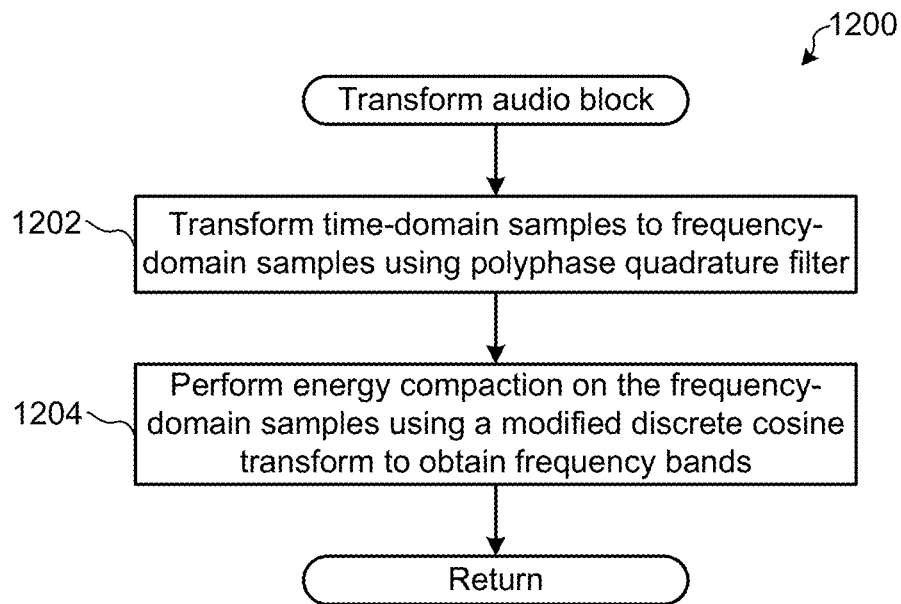 1200
Transform audio block
1202
Transform time-domain samples to frequency-
domain samples using polyphase quadrature filter
1204
Perform energy compaction on the frequency-
domain samples using a modified discrete cosine
transform to obtain frequency bands
Return